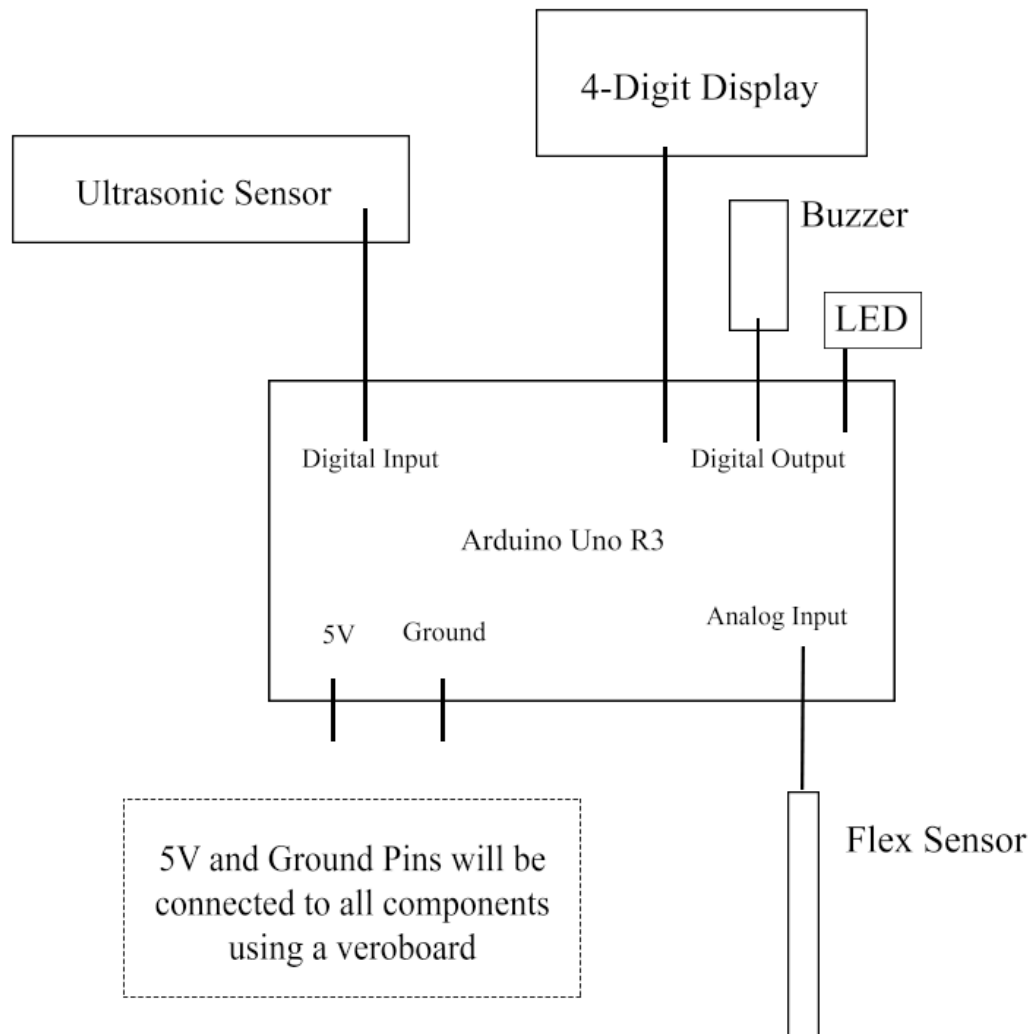 4-Digit Display
Ultrasonic Sensor
Buzzer
LED
Digital Input
Digital Output
Arduino Uno R3
5V
Ground
Analog Input
5V and Ground Pins will be
connected to all components
using a veroboard
Flex Sensor